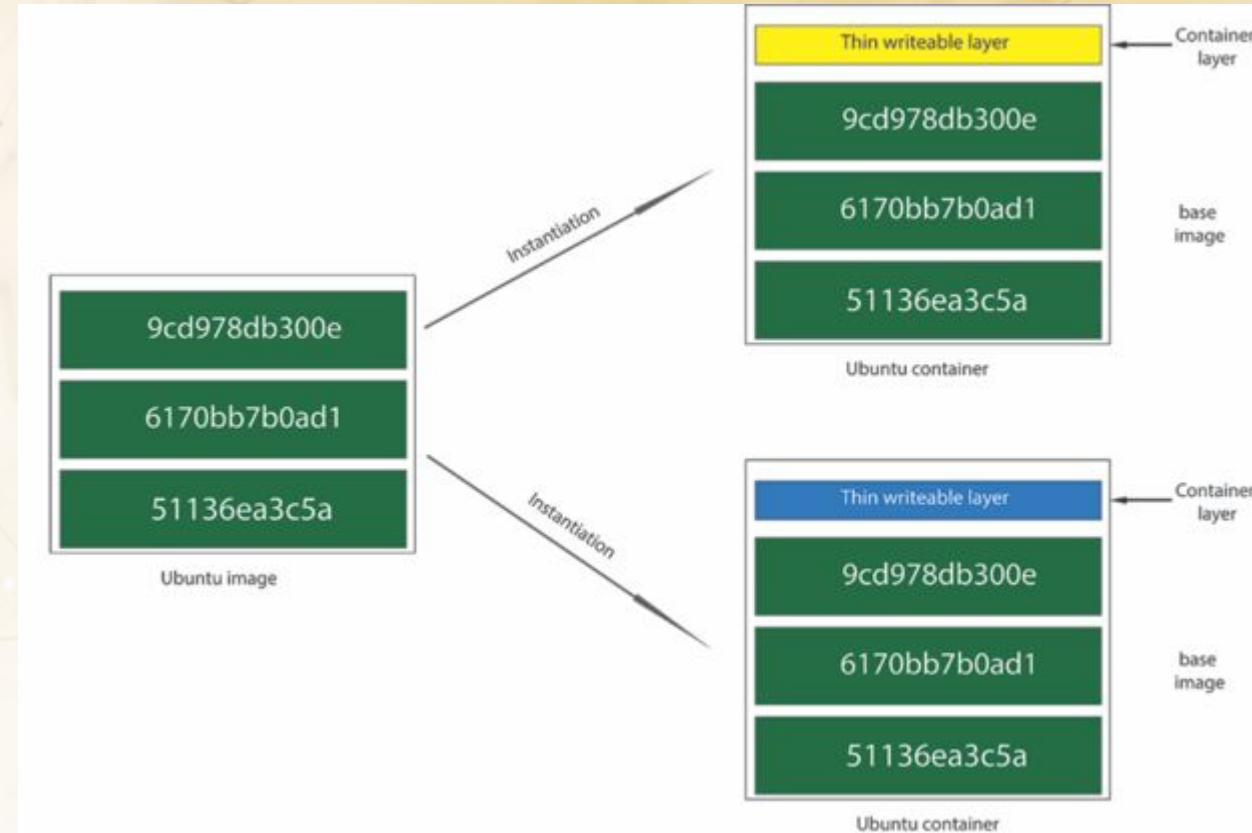 9cd978db300e
6170bb7b0ad1
51136ea3c5a
Ubuntu image
Instantiation
Instantiation
Thin writeable layer
Container
layer
9cd978db300e
6170bb7b0ad1
base
image
51136ea3c5a
Ubuntu container
Thin writeable layer
Container
layer
9cd978db300e
6170bb7b0ad1
base
image
51136ea3c5a
Ubuntu container